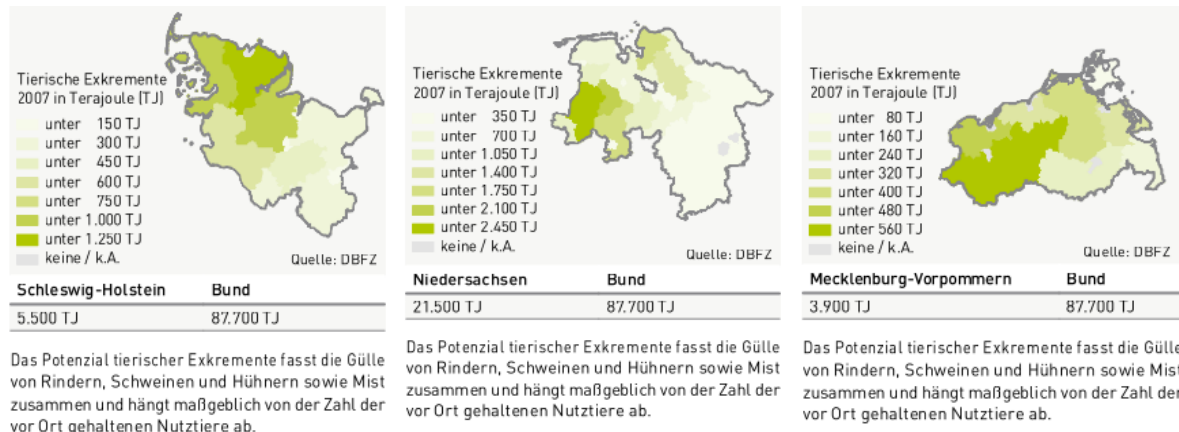 Tierische Exkremente
2007 in Terajoule (TJ)
unter 150 TJ
unter 300 TJ
unter 450 TJ
unter 600 TJ
unter 750 TJ
unter 1.000 TJ
unter 1.250 TJ
keine / k.A.
Quelle: DBFZ
Schleswig-Holstein Bund
5.500 TJ 87.700 TJ
Das Potenzial tierischer Exkremente fasst die Gülle
von Rindern, Schweinen und Hühnern sowie Mist
zusammen und hängt maßgeblich von der Zahl der
vor Ort gehaltenen Nutztiere ab.
Tierische Exkremente
2007 in Terajoule (TJ)
unter 350 TJ
unter 700 TJ
unter 1.050 TJ
unter 1.400 TJ
unter 1.750 TJ
unter 2.100 TJ
unter 2.450 TJ
keine / k.A.
Quelle: DBFZ
Niedersachsen Bund
21.500 TJ 87.700 TJ
Das Potenzial tierischer Exkremente fasst die Gülle
von Rindern, Schweinen und Hühnern sowie Mist
zusammen und hängt maßgeblich von der Zahl der
vor Ort gehaltenen Nutztiere ab.
Tierische Exkremente
2007 in Terajoule (TJ)
unter 80 TJ
unter 160 TJ
unter 240 TJ
unter 320 TJ
unter 400 TJ
unter 480 TJ
unter 560 TJ
keine / k.A.
Quelle: DBFZ
Mecklenburg-Vorpommern Bund
3.900 TJ 87.700 TJ
Das Potenzial tierischer Exkremente fasst die Gülle
von Rindern, Schweinen und Hühnern sowie Mist
zusammen und hängt maßgeblich von der Zahl der
vor Ort gehaltenen Nutztiere ab.